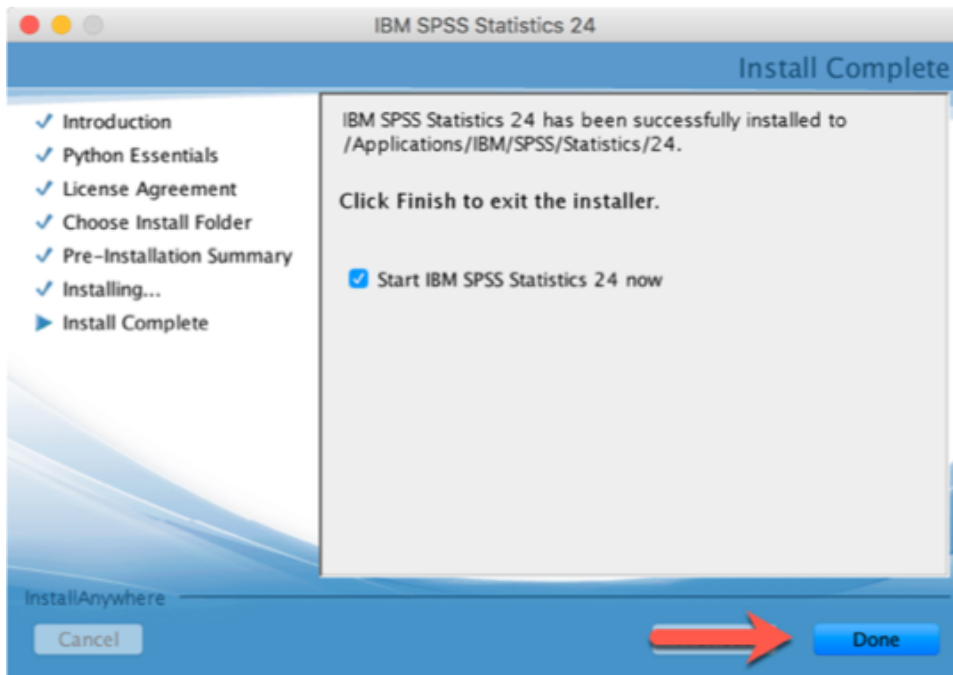 IBM SPSS Statistics 24
Install Complete
Introduction
Python Essentials
License Agreement
Choose Install Folder
Pre-Installation Summary
Installing...
Install Complete
IBM SPSS Statistics 24 has been successfully installed to
/Applications/IBM/SPSS/Statistics/24.
Click Finish to exit the installer.
Start IBM SPSS Statistics 24 now
InstallAnywhere
Cancel
Done